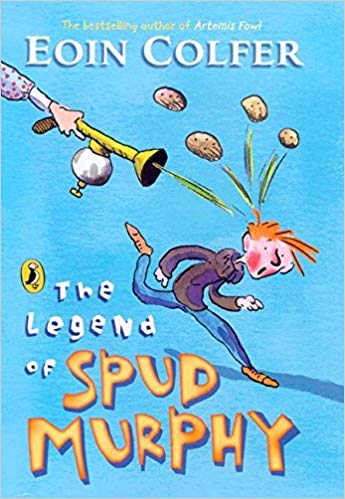 The bestselling author of Artemis Fowl
EOIN COLFER
The
LEGEND
OF SPUD
MURPHY